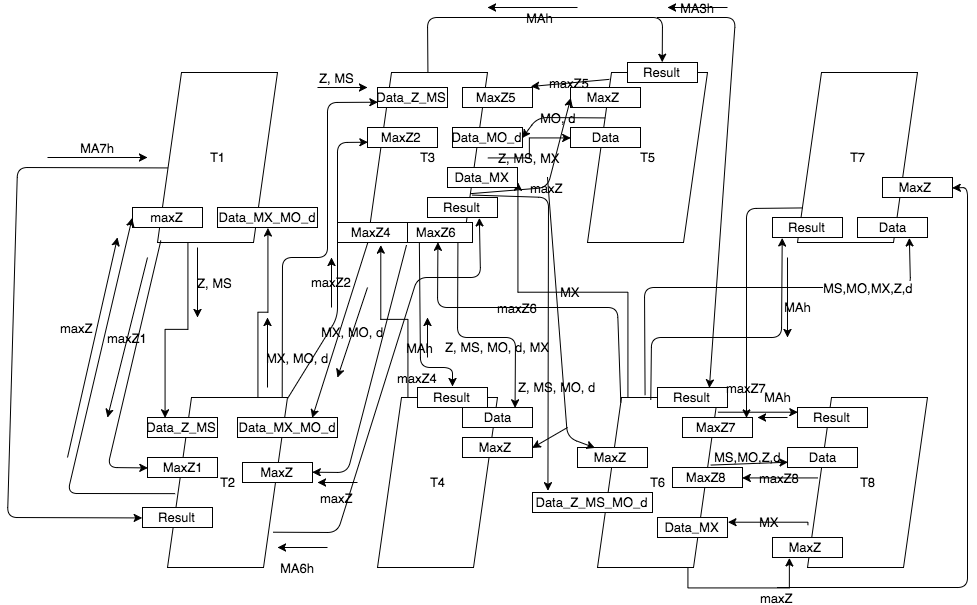 MAh
MA3h
Z, MS
Data_Z_MS
MaxZ5
maxZ5
Result
MaxZ
MO, d
MaxZ2
T3
Data_MO_d
Data
Z, MS, MX
T5
MA7h
T1
T7
Data_MX
maxZ
MaxZ
maxZ
Data_MX_MO_d
Result
MaxZ4
MaxZ6
Result
Data
Z, MS
maxZ2
MX
MS,MO,MX,Z,d
maxZ6
MAh
maxZ
maxZ1
MX, MO, d
MX, MO, d
MAh
Z, MS, MO, d, MX
maxZ4
Z, MS, MO, d
maxZ7
MAh
Result
Result
Data
Result
Data_Z_MS
Data_MX_MO_d
MaxZ7
MaxZ
MaxZ
MS,MO,Z,d
Data
MaxZ1
MaxZ
T2
T4
T6
MaxZ8
maxZ8
T8
maxZ
Data_Z_MS_MO_d
Result
Data_MX
MX
MaxZ
MA6h
maxZ